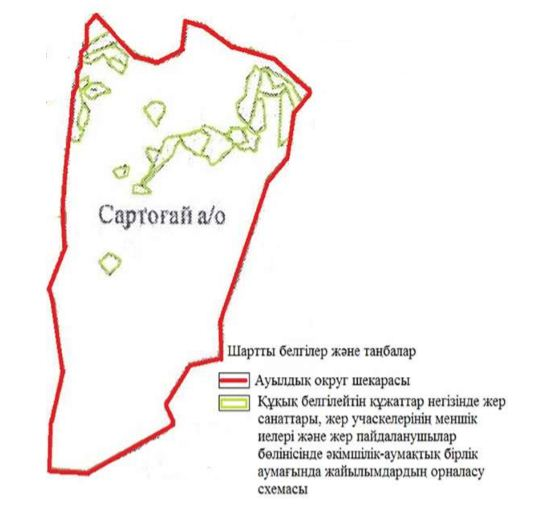 Сартоғай а/о
Шартты белгілер және таңбалар
Ауылдық округ шекарасы
Құқық белгілейтін құжаттар негізінде жер
санаттары, жер учаскелерінің меншік
иелері және жер пайдаланушылар
бөлінісінде әкімшілік-аумақтық бірлік
аумағында жайылымдардың орналасу
схемасы